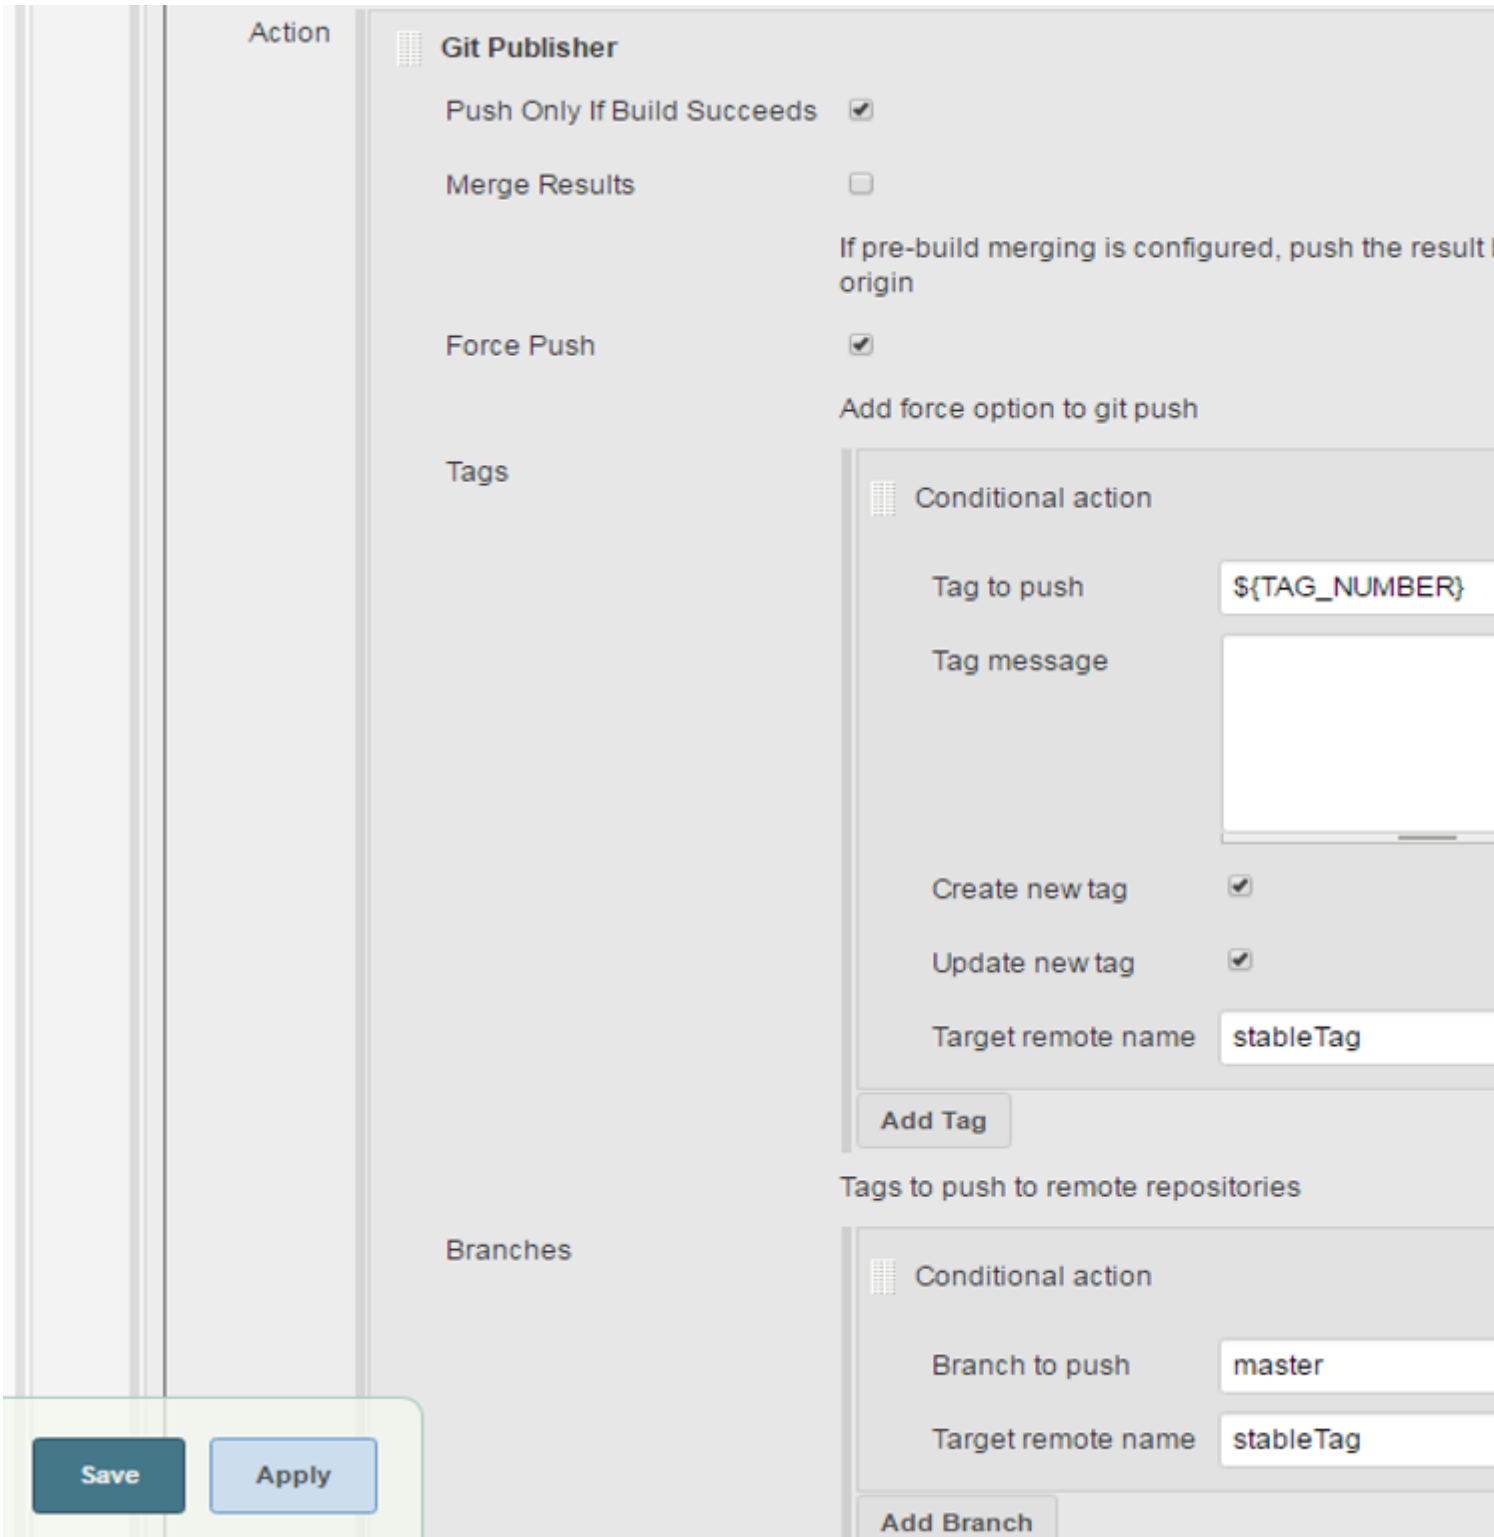 Action
Git Publisher
Push Only If Build Succeeds
Merge Results
If pre-build merging is configured, push the result
origin
Force Push
Add force option to git push
Tags
Conditional action
Tag to push ${TAG_NUMBER}
Tag message
Create new tag
Update new tag
Target remote name stableTag
Add Tag
Tags to push to remote repositories
Branches
Conditional action
Branch to push master
Target remote name stableTag
Save Apply
Add Branch